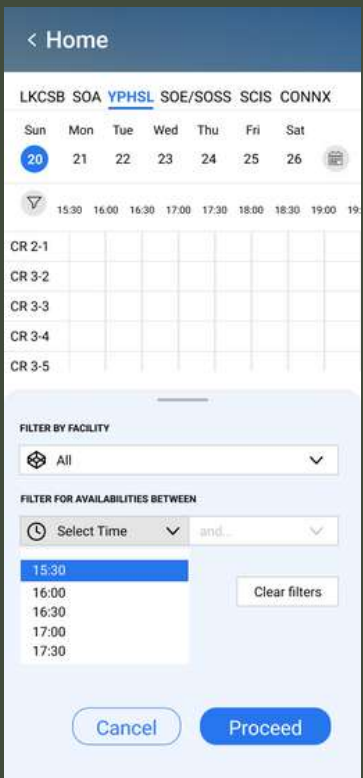 < Home
LKCSB SOA YPHSL SOE/SOSS SCIS CONNX
Sun Mon Tue Wed Thu Fri Sat
20 21 22 23 24 25 26
15:30 16:00 16:30 17:00 17:30 18:00 18:30 19:00 19:
CR 2-1
CR 3-2
CR 3-3
CR 3-4
CR 3-5
FILTER BY FACILITY
All
FILTER FOR AVAILABILITIES BETWEEN
Select Time and...
15:30
16:00
16:30
17:00
17:30
Clear filters
Cancel Proceed